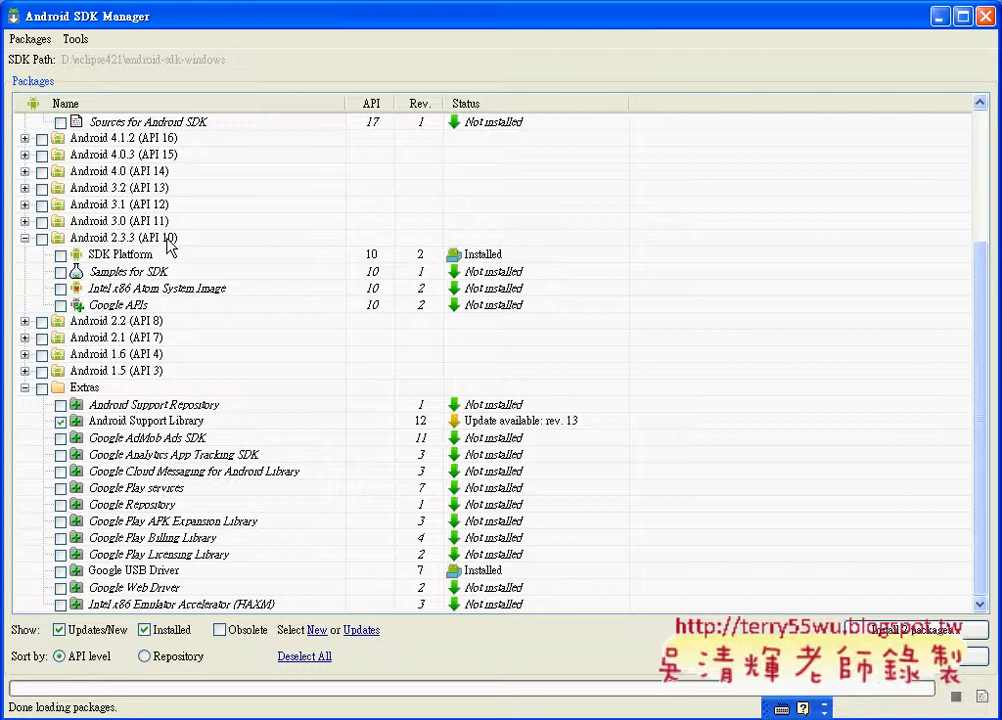 Android SDK Manager
Packages Tools
SDK Path: D:\eclipse421\android-sdk-windows
Packages
Name API Rev. Status
Sources for Android SDK 17 1 Not installed
Android 4.1.2 (API 16)
Android 4.0.3 (API 15)
Android 4.0 (API 14)
Android 3.2 (API 13)
Android 3.1 (API 12)
Android 3.0 (API 11)
Android 2.3.3 (API 10)
SDK Platform 10 2 Installed
Samples for SDK 10 1 Not installed
Intel x86 Atom System Image 10 2 Not installed
Google APIs 10 2 Not installed
Android 2.2 (API 8)
Android 2.1 (API 7)
Android 1.6 (API 4)
Android 1.5 (API 3)
Extras
Android Support Repository 1 Not installed
Android Support Library 12 Update available: rev. 13
Google AdMob Ads SDK 11 Not installed
Google Analytics App Tracking SDK 3 Not installed
Google Cloud Messaging for Android Library 3 Not installed
Google Play services 7 Not installed
Google Repository 1 Not installed
Google Play APK Expansion Library 3 Not installed
Google Play Billing Library 4 Not installed
Google Play Licensing Library 2 Not installed
Google USB Driver 7 Installed
Google Web Driver 2 Not installed
Intel x86 Emulator Accelerator (HAXM) 3 Not installed
Show: Updates/New Installed Obsolete Select New or Updates
http://terry55wu.blogspot.tw
Sort by: API level Repository Deselect All
吳清輝老師錄製
Done loading packages.